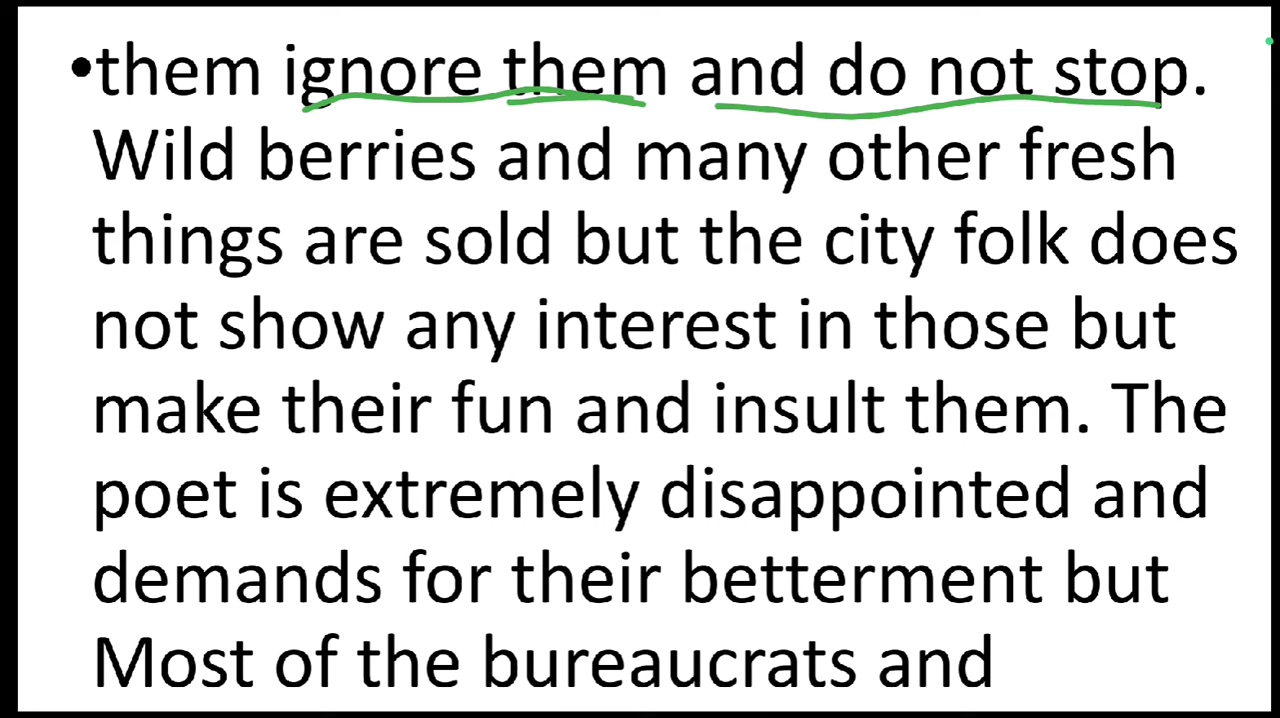 •them ignore them and do not stop.
Wild berries and many other fresh
things are sold but the city folk does
not show any interest in those but
make their fun and insult them. The
poet is extremely disappointed and
demands for their betterment but
Most of the bureaucrats and